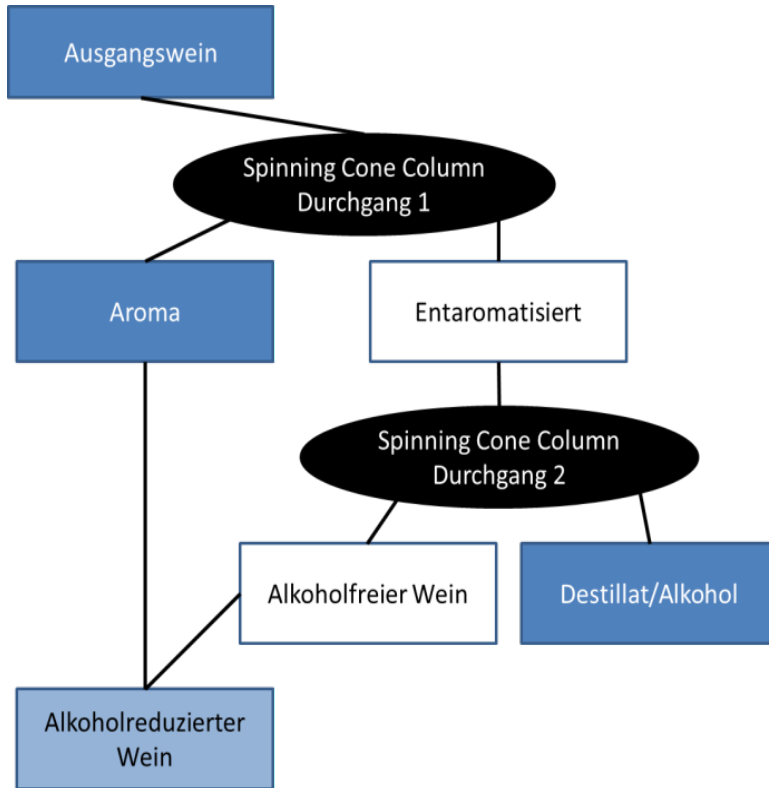 Ausgangswein
Spinning Cone Column
Durchgang 1
Aroma
Entaromatisiert
Spinning Cone Column
Durchgang 2
Alkoholfreier Wein
Destillat/Alkohol
Alkoholreduzierter
Wein